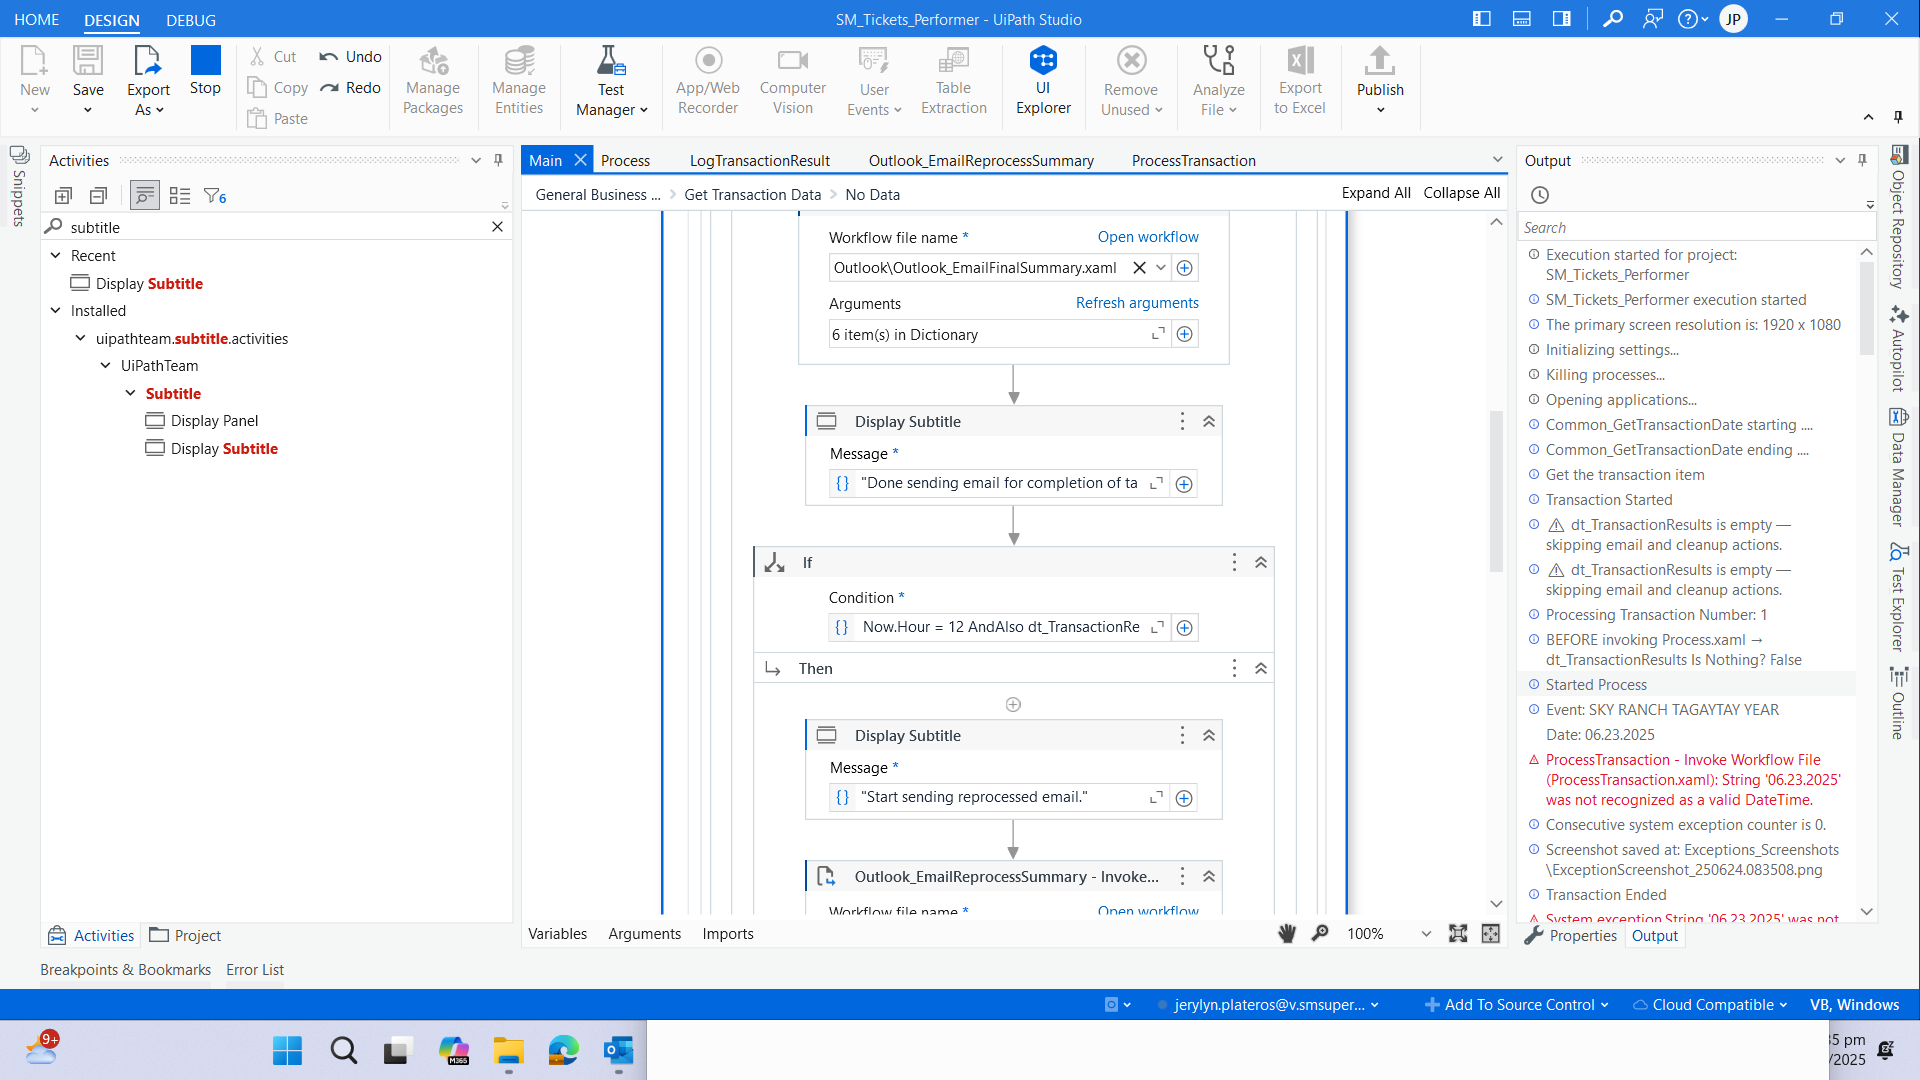 HOME DESIGN DEBUG
SM_Tickets_Performer - UiPath Studio
JP
New
Save
Export As
Stop
Cut
Copy
Paste
Undo
Redo
Manage Packages
Manage Entities
Test Manager
App/Web Recorder
Computer Vision
User Events
Table Extraction
UI Explorer
Remove Unused
Analyze File
Export to Excel
Publish
Snippets
Activities
6
subtitle
Recent
Display Subtitle
Installed
uipathteam.subtitle.activities
UiPathTeam
Subtitle
Display Panel
Display Subtitle
Activities Project
Main Process LogTransactionResult Outlook_EmailReprocessSummary ProcessTransaction
General Business ... > Get Transaction Data > No Data
Expand All Collapse All
Workflow file name * Open workflow
Outlook\Outlook_EmailFinalSummary.xaml
Arguments Refresh arguments
6 item(s) in Dictionary
Display Subtitle
Message *
{} "Done sending email for completion of ta
If
Condition *
{} Now.Hour = 12 AndAlso dt_TransactionRe
Then
Display Subtitle
Message *
{} "Start sending reprocessed email."
Outlook_EmailReprocessSummary - Invoke...
Workflow file name * Open workflow
Variables Arguments Imports
100%
Output
Search
Execution started for project:
SM_Tickets_Performer
SM_Tickets_Performer execution started
The primary screen resolution is: 1920 x 1080
Initializing settings...
Killing processes...
Opening applications...
Common_GetTransactionDate starting ....
Common_GetTransactionDate ending ....
Get the transaction item
Transaction Started
⚠ dt_TransactionResults is empty —
skipping email and cleanup actions.
⚠ dt_TransactionResults is empty —
skipping email and cleanup actions.
Processing Transaction Number: 1
BEFORE invoking Process.xaml →
dt_TransactionResults Is Nothing? False
Started Process
Event: SKY RANCH TAGAYTAY YEAR
Date: 06.23.2025
ProcessTransaction - Invoke Workflow File
(ProcessTransaction.xaml): String '06.23.2025'
was not recognized as a valid DateTime.
Consecutive system exception counter is 0.
Screenshot saved at: Exceptions_Screenshots
\ExceptionScreenshot_250624.083508.png
Transaction Ended
System exception.String '06.23.2025' was not
Properties Output
Object Repository
Autopilot
Data Manager
Test Explorer
Outline
Breakpoints & Bookmarks Error List
jerylyn.plateros@v.smsuper...
Add To Source Control
Cloud Compatible
VB, Windows
9+
M365
5 pm
/2025